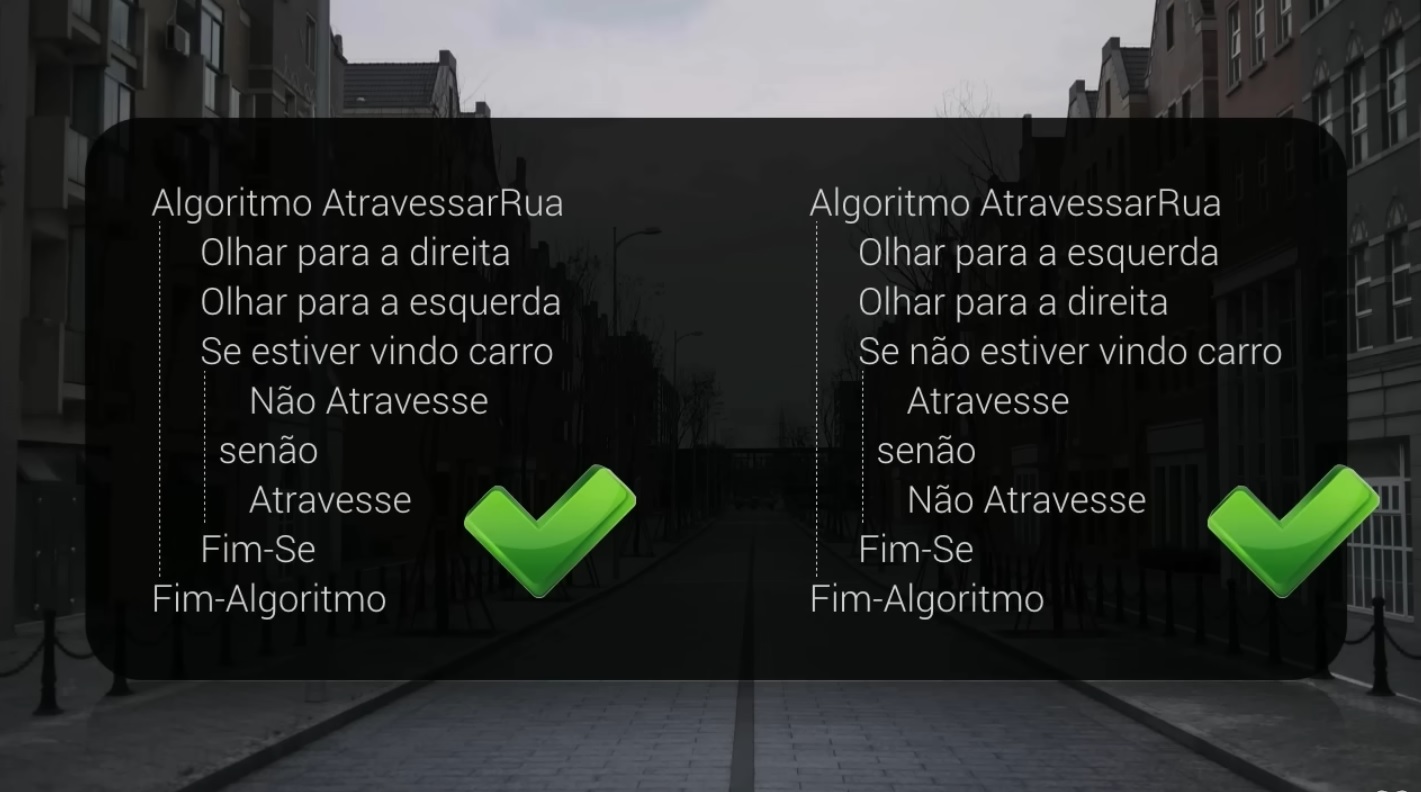 Algoritmo AtravessarRua
Olhar para a direita
Olhar para a esquerda
Se estiver vindo carro
Não Atravesse
senão
Atravesse
Fim-Se
Fim-Algoritmo
Algoritmo AtravessarRua
Olhar para a esquerda
Olhar para a direita
Se não estiver vindo carro
Atravesse
senão
Não Atravesse
Fim-Se
Fim-Algoritmo